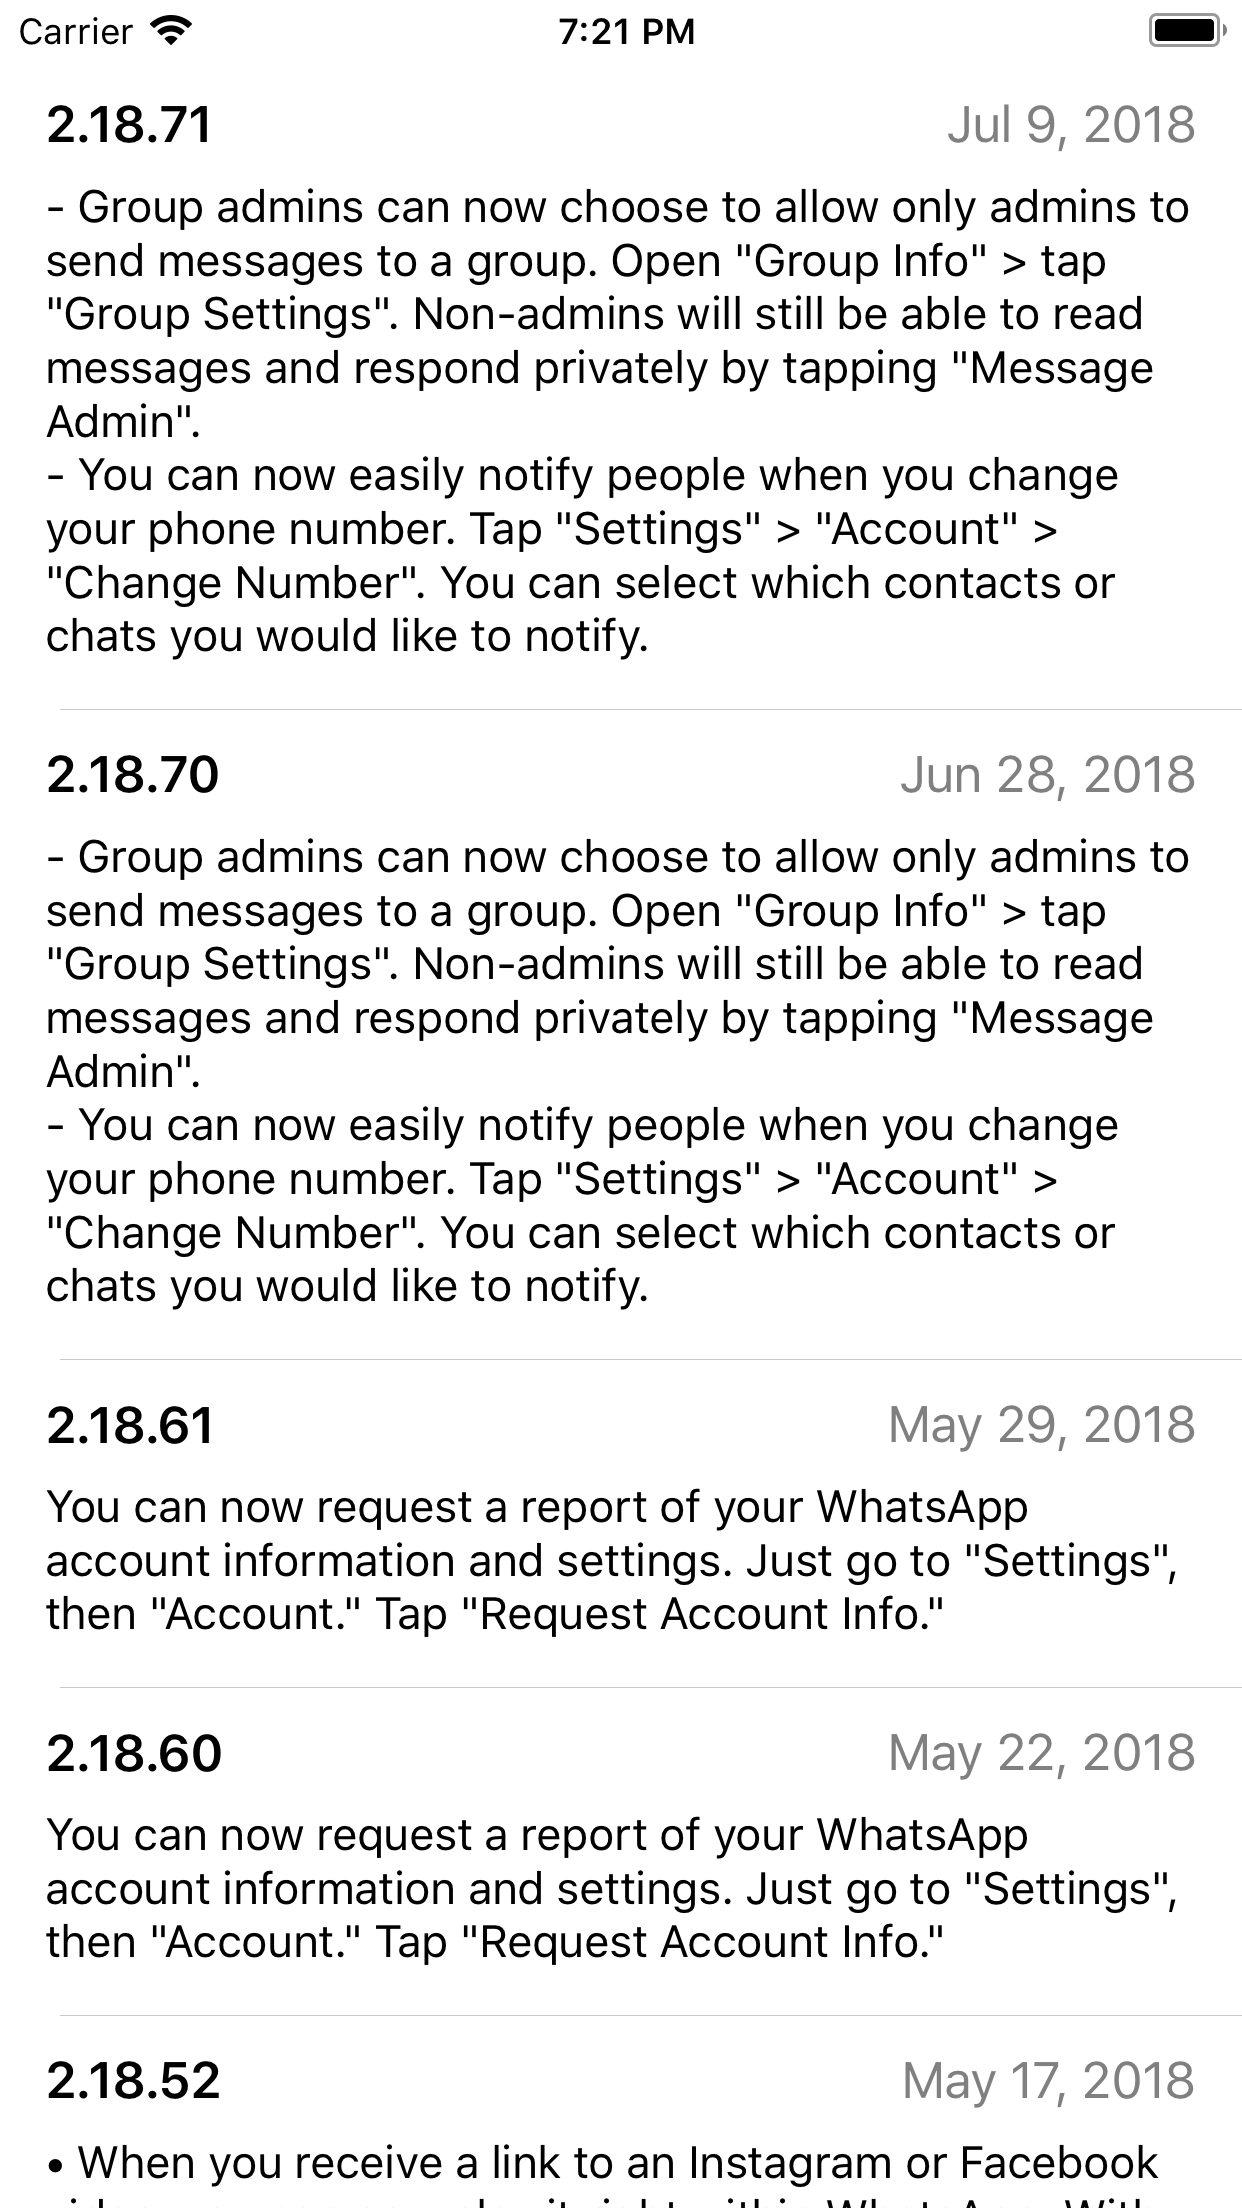 Carrier 7:21 PM
2.18.71 Jul 9, 2018
- Group admins can now choose to allow only admins to
send messages to a group. Open "Group Info" > tap
"Group Settings". Non-admins will still be able to read
messages and respond privately by tapping "Message
Admin".
- You can now easily notify people when you change
your phone number. Tap "Settings" > "Account" >
"Change Number". You can select which contacts or
chats you would like to notify.
2.18.70 Jun 28, 2018
- Group admins can now choose to allow only admins to
send messages to a group. Open "Group Info" > tap
"Group Settings". Non-admins will still be able to read
messages and respond privately by tapping "Message
Admin".
- You can now easily notify people when you change
your phone number. Tap "Settings" > "Account" >
"Change Number". You can select which contacts or
chats you would like to notify.
2.18.61 May 29, 2018
You can now request a report of your WhatsApp
account information and settings. Just go to "Settings",
then "Account." Tap "Request Account Info."
2.18.60 May 22, 2018
You can now request a report of your WhatsApp
account information and settings. Just go to "Settings",
then "Account." Tap "Request Account Info."
2.18.52 May 17, 2018
• When you receive a link to an Instagram or Facebook